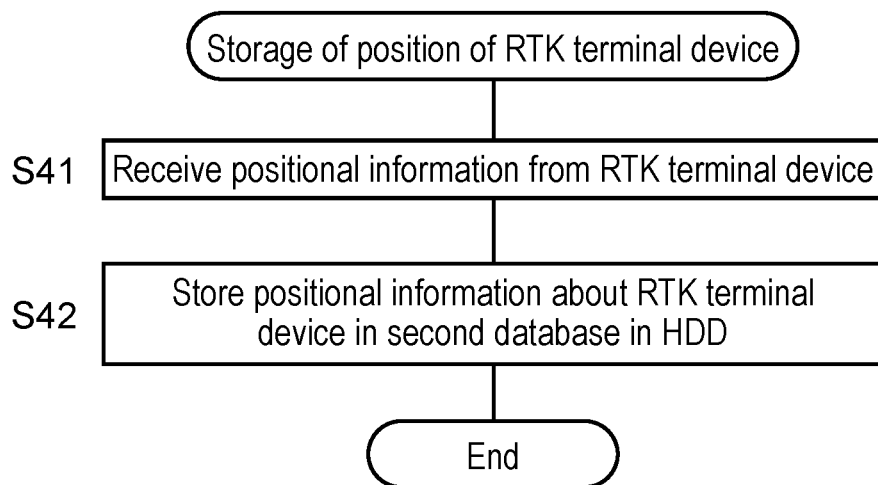 Storage of position of RTK terminal device
S41 Receive positional information from RTK terminal device
S42 Store positional information about RTK terminal
device in second database in HDD
End